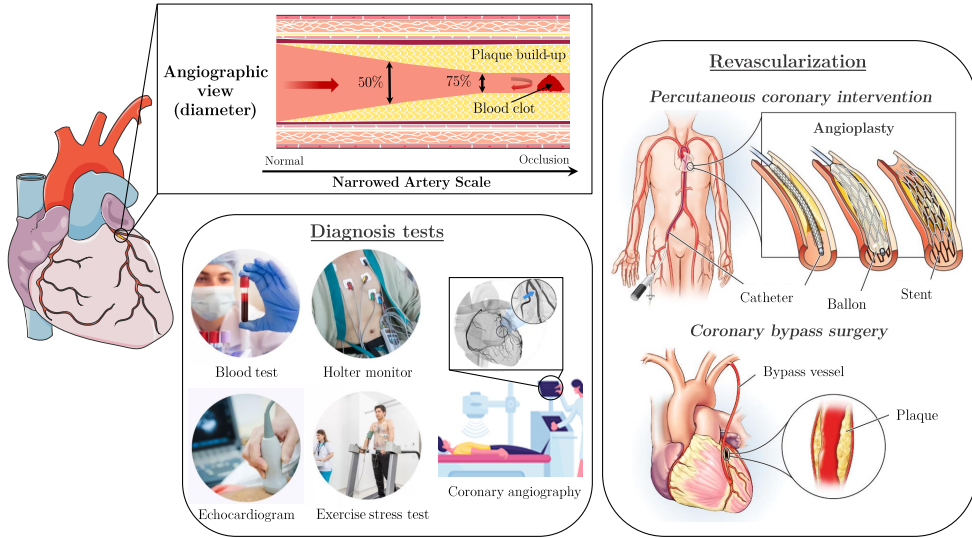 Angiographic
view
(diameter)
Plaque build-up
50%
75%
Blood clot
Normal
Occlusion
Narrowed Artery Scale
Diagnosis tests
Blood test
Holter monitor
Echocardiogram
Exercise stress test
Coronary angiography
Revascularization
Percutaneous coronary intervention
Angioplasty
Catheter
Ballon
Stent
Coronary bypass surgery
Bypass vessel
Plaque